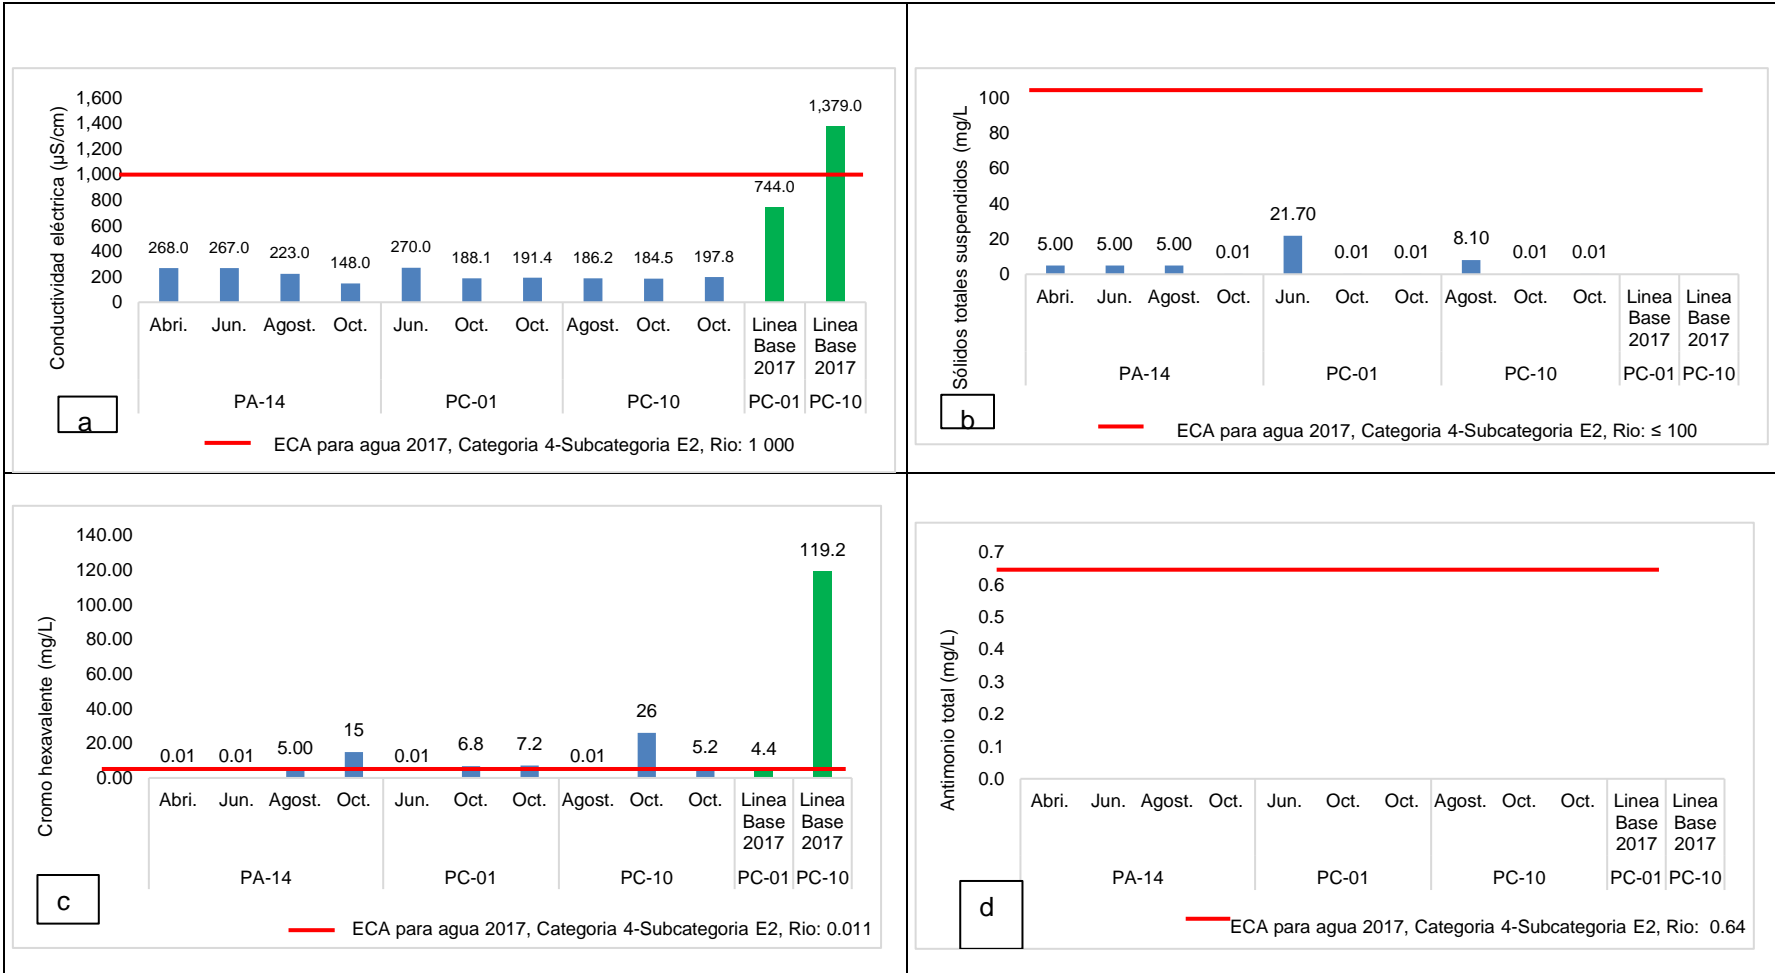 1,600
1,400
1,200
1,000
800
600
400
200
0
Conductividad eléctrica (µS/cm)
268.0 267.0 223.0 148.0 270.0 188.1 191.4 186.2 184.5 197.8 744.0 1,379.0
Abri. Jun. Agost. Oct. Jun. Oct. Oct. Agost. Oct. Oct. Linea Linea
Base Base
2017 2017
PA-14 PC-01 PC-10 PC-01 PC-10
a
ECA para agua 2017, Categoria 4-Subcategoria E2, Rio: 1 000
100
80
60
40
20
0
Sólidos totales suspendidos (mg/L
5.00 5.00 5.00 0.01 21.70 0.01 0.01 8.10 0.01 0.01
Abri. Jun. Agost. Oct. Jun. Oct. Oct. Agost. Oct. Oct. Linea Linea
Base Base
2017 2017
PA-14 PC-01 PC-10 PC-01 PC-10
b
ECA para agua 2017, Categoria 4-Subcategoria E2, Rio: ≤ 100
140.00
120.00
100.00
80.00
60.00
40.00
20.00
0.00
Cromo hexavalente (mg/L)
0.01 0.01 5.00 15 0.01 6.8 7.2 0.01 26 5.2 4.4 119.2
Abri. Jun. Agost. Oct. Jun. Oct. Oct. Agost. Oct. Oct. Linea Linea
Base Base
2017 2017
PA-14 PC-01 PC-10 PC-01 PC-10
c
ECA para agua 2017, Categoria 4-Subcategoria E2, Rio: 0.011
0.7
0.6
0.5
0.4
0.3
0.2
0.1
0.0
Antimonio total (mg/L)
Abri. Jun. Agost. Oct. Jun. Oct. Oct. Agost. Oct. Oct. Linea Linea
Base Base
2017 2017
PA-14 PC-01 PC-10 PC-01 PC-10
d
ECA para agua 2017, Categoria 4-Subcategoria E2, Rio: 0.64